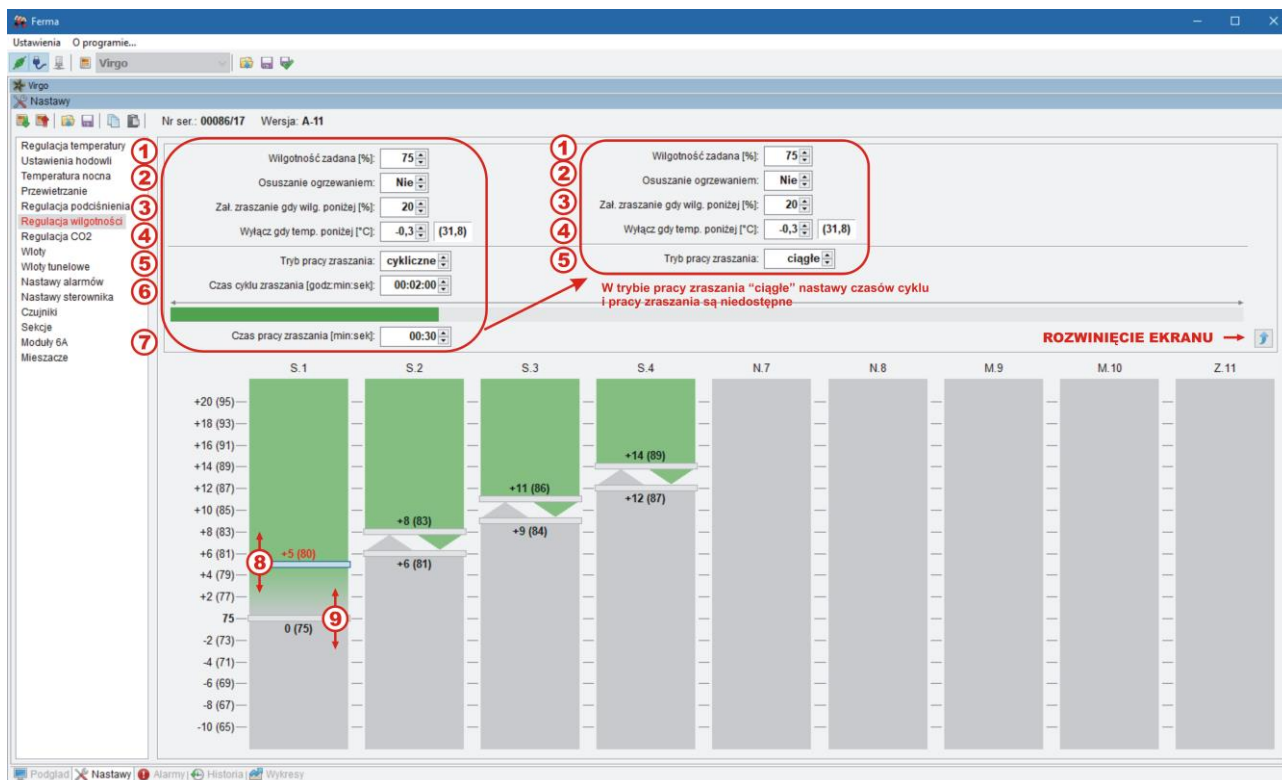 Ferma
Ustawienia O programie...
Virgo
Virgo
Nastawy
Nr ser.: 00086/17 Wersja: A-11
Regulacja temperatury
Ustawienia hodowli
Temperatura nocna
Przewietrzanie
Regulacja podciśnienia
Regulacja wilgotności
Regulacja CO2
Wloty
Wloty tunelowe
Nastawy alarmów
Nastawy sterownika
Czujniki
Sekcje
Moduły 6A
Mieszacze
1 Wilgotność zadana [%]: 75
2 Osuszanie ogrzewaniem: Nie
3 Zał. zraszanie gdy wilg. poniżej [%]: 20
4 Wyłącz gdy temp. poniżej [°C]: -0,3 (31,8)
5 Tryb pracy zraszania: cykliczne
6 Czas cyklu zraszania [godz:min:sek]: 00:02:00
7 Czas pracy zraszania [min:sek]: 00:30
1 Wilgotność zadana [%]: 75
2 Osuszanie ogrzewaniem: Nie
3 Zał. zraszanie gdy wilg. poniżej [%]: 20
4 Wyłącz gdy temp. poniżej [°C]: -0,3 (31,8)
5 Tryb pracy zraszania: ciągłe
W trybie pracy zraszania “ciągłe” nastawy czasów cyklu
i pracy zraszania są niedostępne
ROZWINIĘCIE EKRANU
S.1 S.2 S.3 S.4 N.7 N.8 M.9 M.10 Z.11
+20 (95)
+18 (93)
+16 (91)
+14 (89)
+12 (87)
+10 (85)
+8 (83)
+6 (81)
+4 (79)
+2 (77)
75
-2 (73)
-4 (71)
-6 (69)
-8 (67)
-10 (65)
+5 (80)
8
0 (75)
9
+8 (83)
+6 (81)
+11 (86)
+9 (84)
+14 (89)
+12 (87)
Podgląd Nastawy Alarmy Historia Wykresy